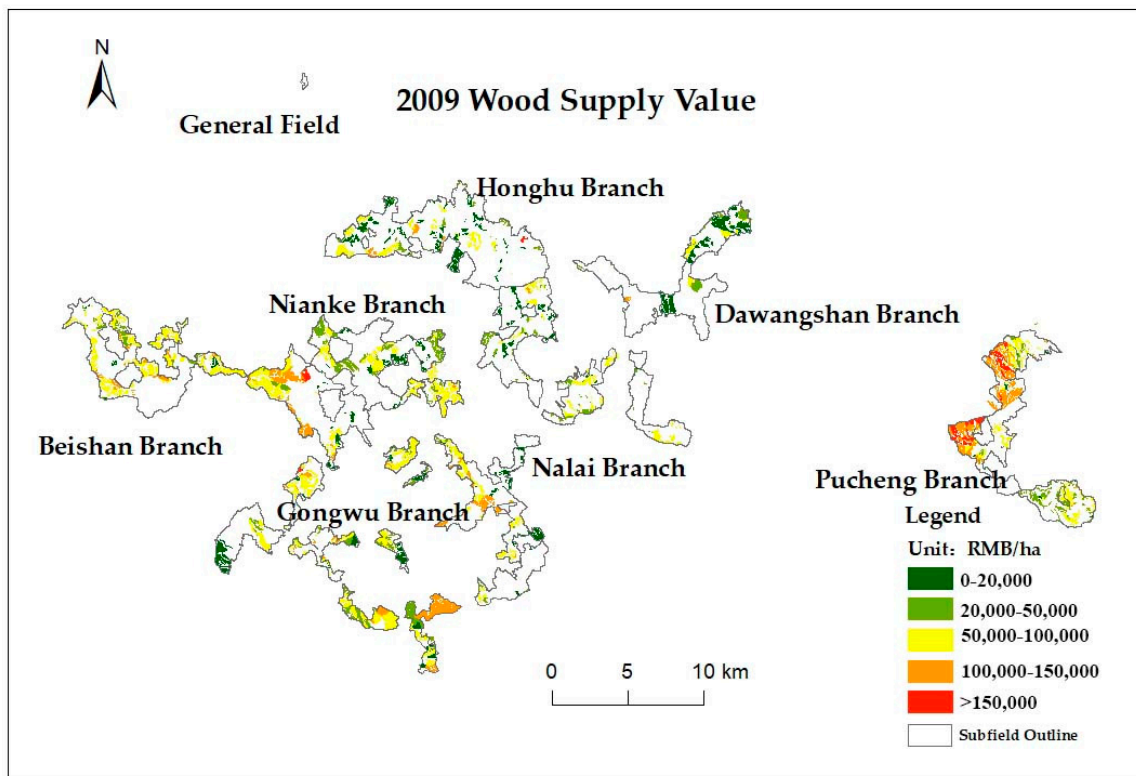 N
2009 Wood Supply Value
General Field
Honghu Branch
Nianke Branch
Dawangshan Branch
Beishan Branch
Nalai Branch
Pucheng Branch
Gongwu Branch
Legend
Unit: RMB/ha
0-20,000
20,000-50,000
50,000-100,000
100,000-150,000
>150,000
Subfield Outline
0 5 10 km